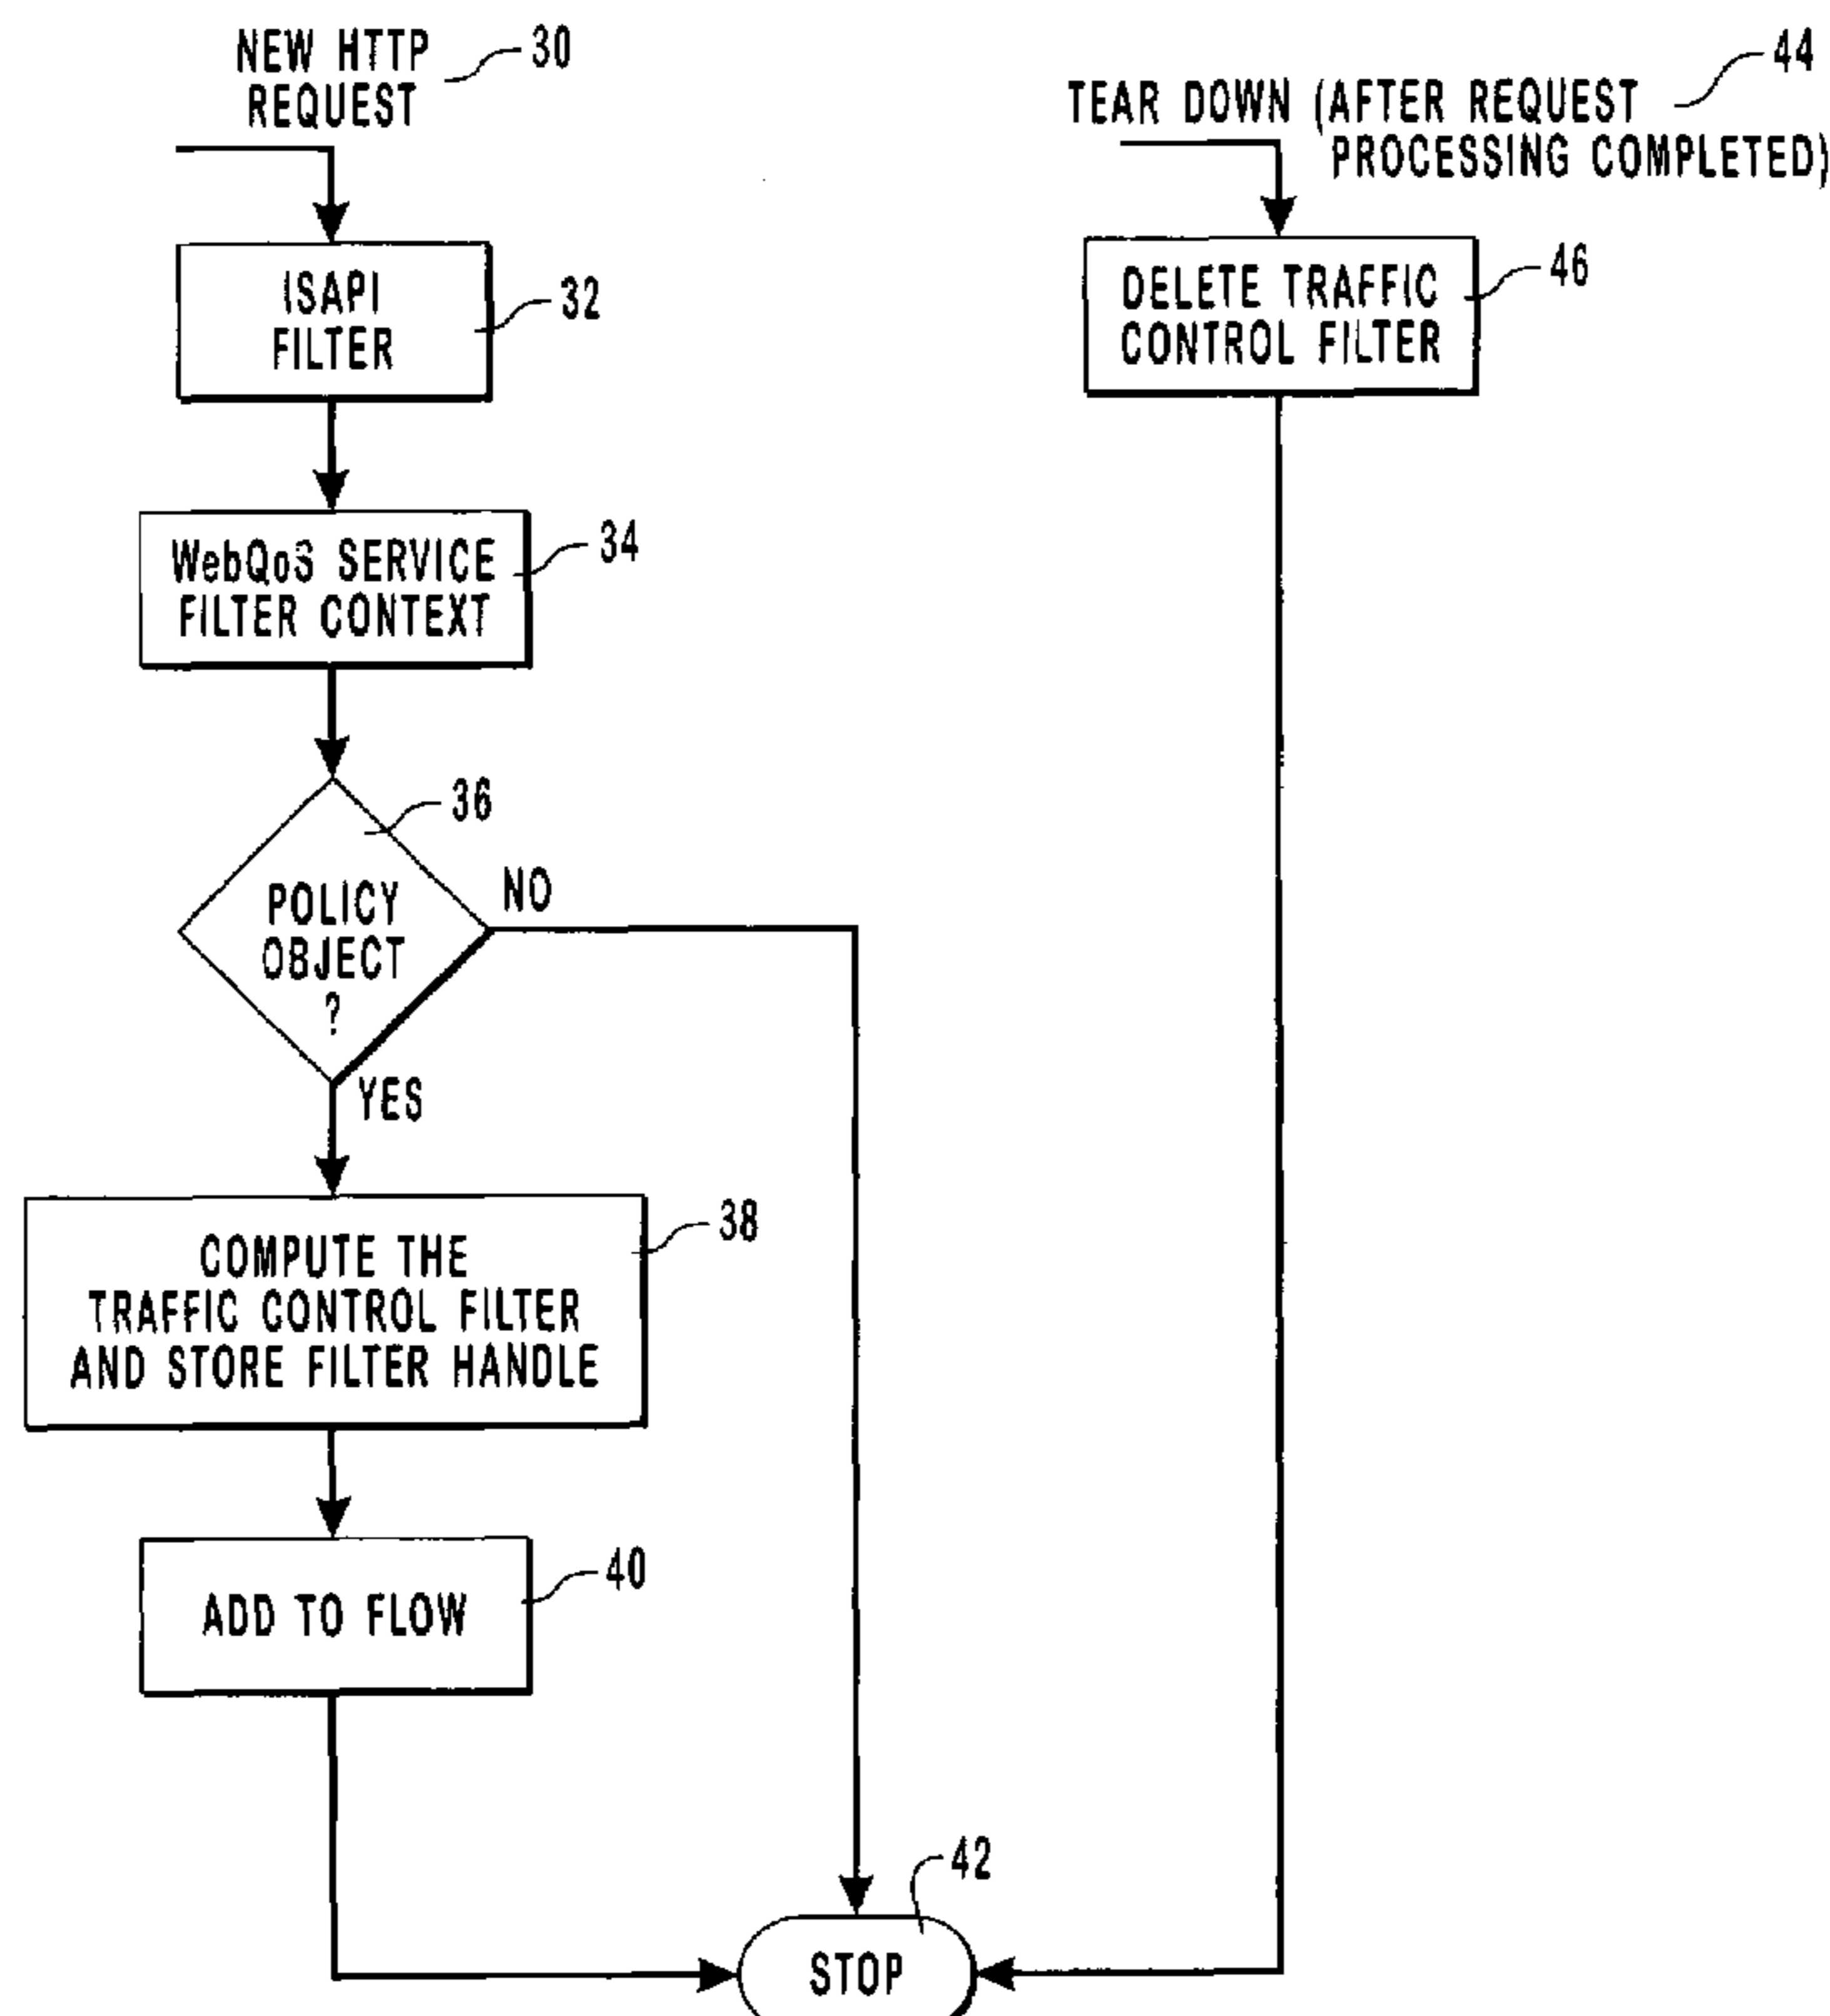 NEW HTTP
REQUEST
30
ISAPI
FILTER
32
WebQoS SERVICE
FILTER CONTEXT
34
36
POLICY
OBJECT
?
NO
YES
COMPUTE THE
TRAFFIC CONTROL FILTER
AND STORE FILTER HANDLE
38
ADD TO FLOW
40
42
STOP
TEAR DOWN (AFTER REQUEST
PROCESSING COMPLETED)
44
DELETE TRAFFIC
CONTROL FILTER
46